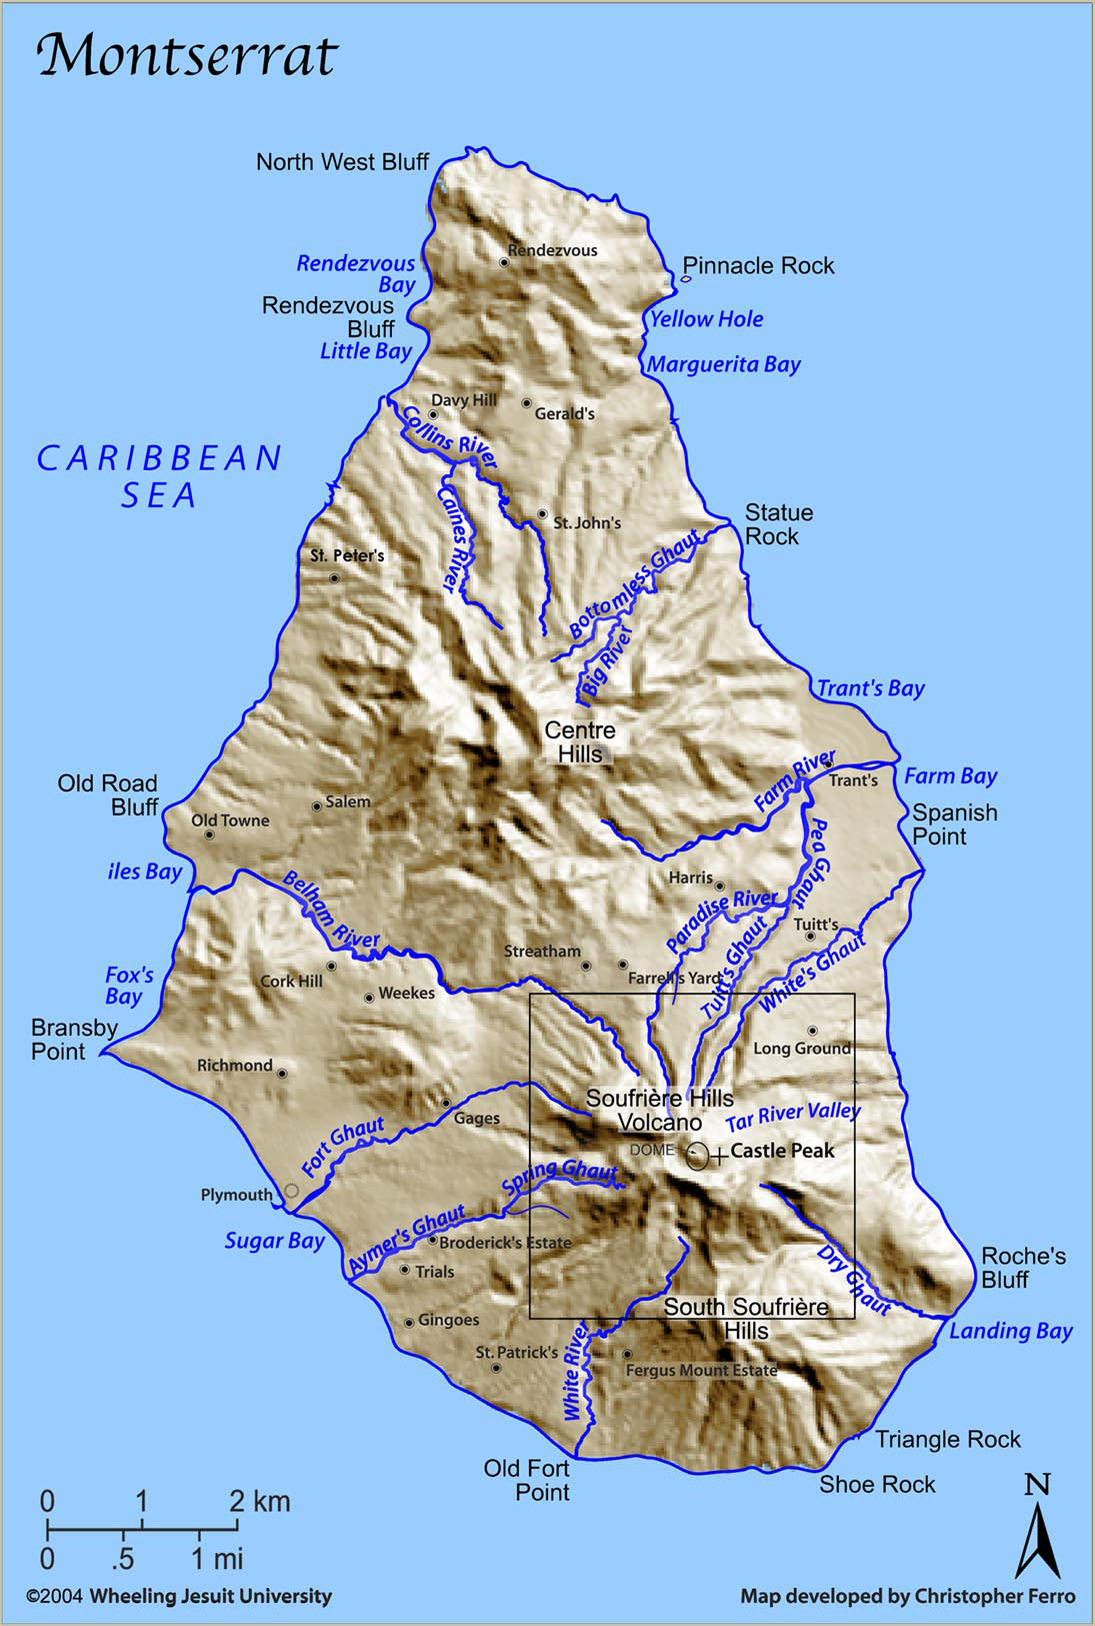 Montserrat
North West Bluff
Rendezvous
Rendezvous
Bay
Pinnacle Rock
Rendezvous
Bluff
Yellow Hole
Little Bay
Marguerita Bay
Davy Hill
Gerald's
Collins River
CARIBBEAN
SEA
Caines River
St. John's
Statue
Rock
St. Peter's
Bottomless Ghaut
Big River
Trant's Bay
Centre
Hills
Farm River
Trant's
Farm Bay
Old Road
Bluff
Salem
Old Towne
Spanish
Point
Pea Ghaut
iles Bay
Belham River
Harris
Paradise River
Tuitt's
Streatham
Farrell's Yard
Tuitt's Ghaut
White's Ghaut
Cork Hill
Weekes
Fox's
Bay
Bransby
Point
Long Ground
Richmond
Soufrière Hills
Volcano
Tar River Valley
Gages
Fort Ghaut
DOME
Castle Peak
Spring Ghaut
Plymouth
Sugar Bay
Aymer's Ghaut
Broderick's Estate
Trials
Dry Ghaut
Roche's
Bluff
South Soufrière
Hills
Gingoes
Landing Bay
St. Patrick's
White River
Fergus Mount Estate
Triangle Rock
Old Fort
Point
Shoe Rock
N
0 1 2 km
0 .5 1 mi
©2004 Wheeling Jesuit University
Map developed by Christopher Ferro